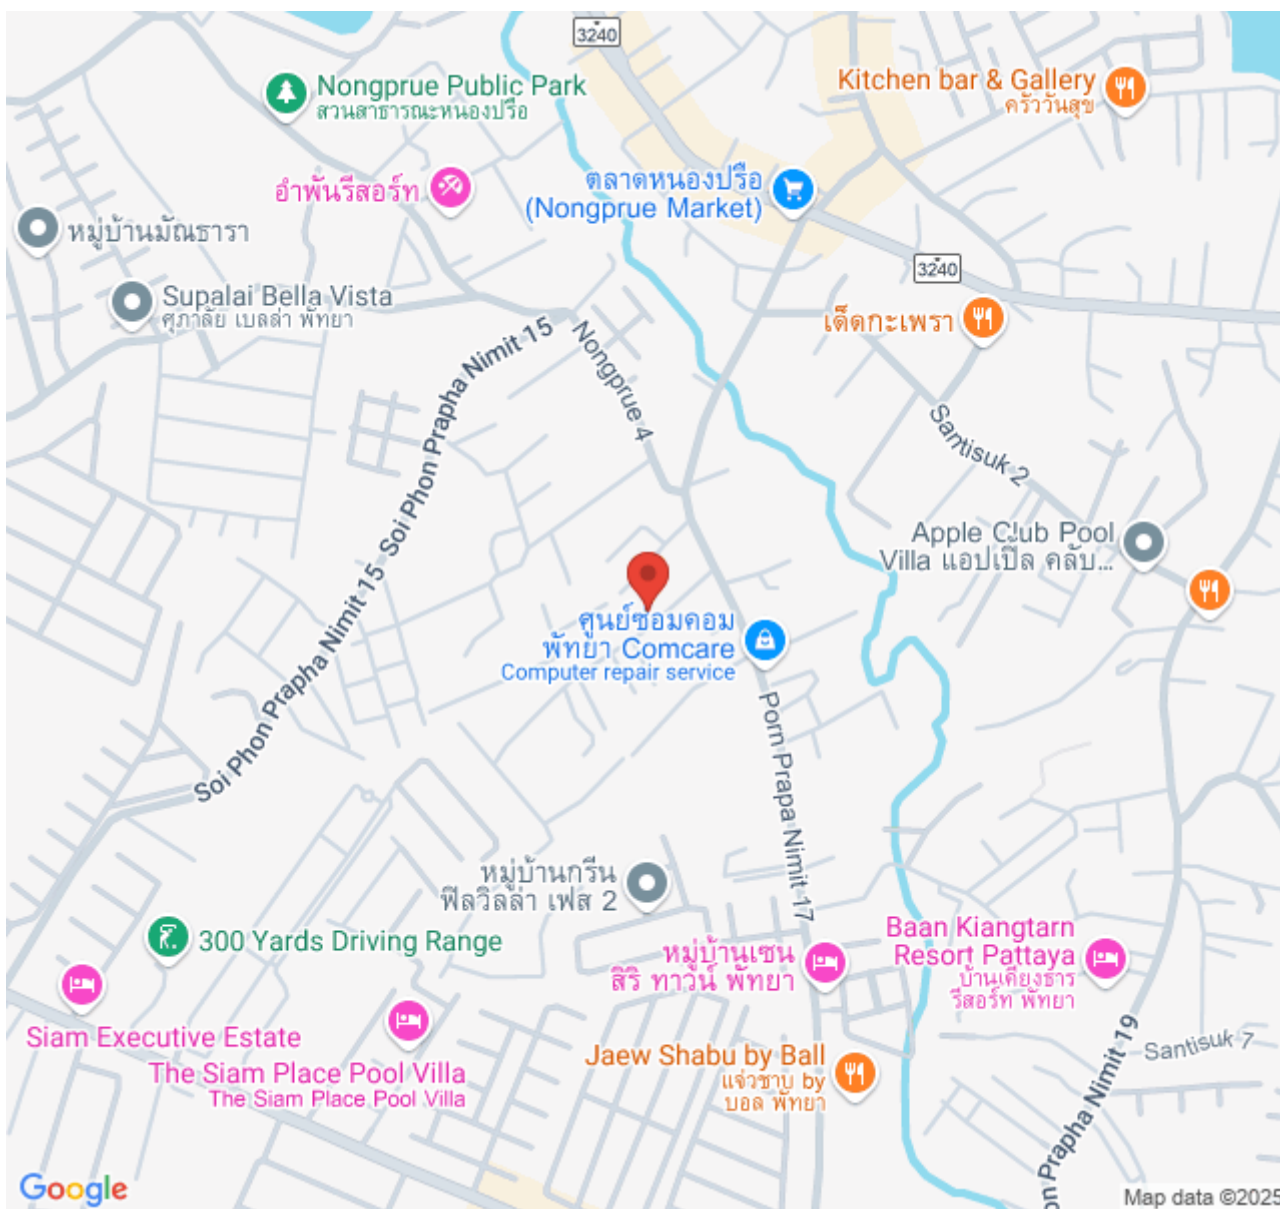 3240
Nongprue Public Park
สวนสาธารณะหนองปรือ
Kitchen bar & Gallery
ครัววันสุข
อำพันรีสอร์ท
ตลาดหนองปรือ
(Nongprue Market)
หมู่บ้านมัณธารา
3240
Supalai Bella Vista
ศุภาลัย เบลล่า พัทยา
เด็ดกะเพรา
Nongprue 4
Soi Phon Prapha Nimit 15
Santisuk 2
Apple Club Pool
Villa แอปเปิ้ล คลับ...
ศูนย์ซ่อมคอม
พัทยา Comcare
Computer repair service
Soi Phon Prapha Nimit 15
Porn Prapa Nimit 17
หมู่บ้านกรีน
ฟิลวิลล่า เฟส 2
300 Yards Driving Range
หมู่บ้านเซน
สิริ ทาวน์ พัทยา
Baan Kiangtarn
Resort Pattaya
บ้านเคียงธาร
รีสอร์ท พัทยา
Siam Executive Estate
The Siam Place Pool Villa
The Siam Place Pool Villa
Jaew Shabu by Ball
แจ่วชาบู by
บอล พัทยา
Santisuk 7
on Prapha Nimit 19
Google
Map data ©2025